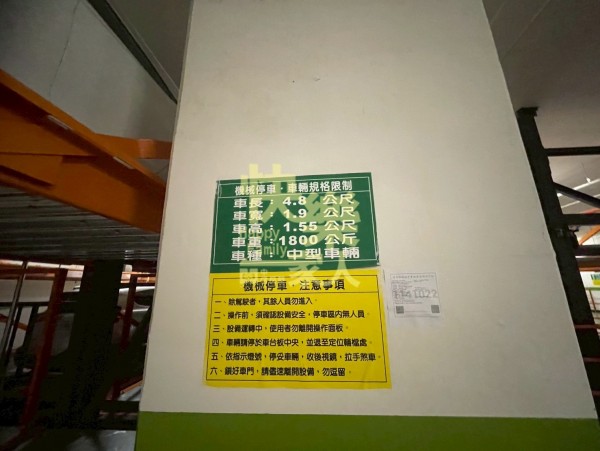 機械停車．車輛規格限制
車長：4.8 公尺
車寬：1.9 公尺
車高：1.55 公尺
車重：1800 公斤
車種　中型車輛
機械停車．注意事項
一、除駕駛者，其餘人員勿進入。
二、操作前，須確認設備安全，停車區內無人員。
三、設備運轉中，使用者勿離開操作面板。
四、車輛請停於車台板中央，並退至定位輪檔處。
五、依指示燈號，停妥車輛，收後視鏡，拉手煞車。
六、鎖好車門，請儘速離開設備，勿逗留。